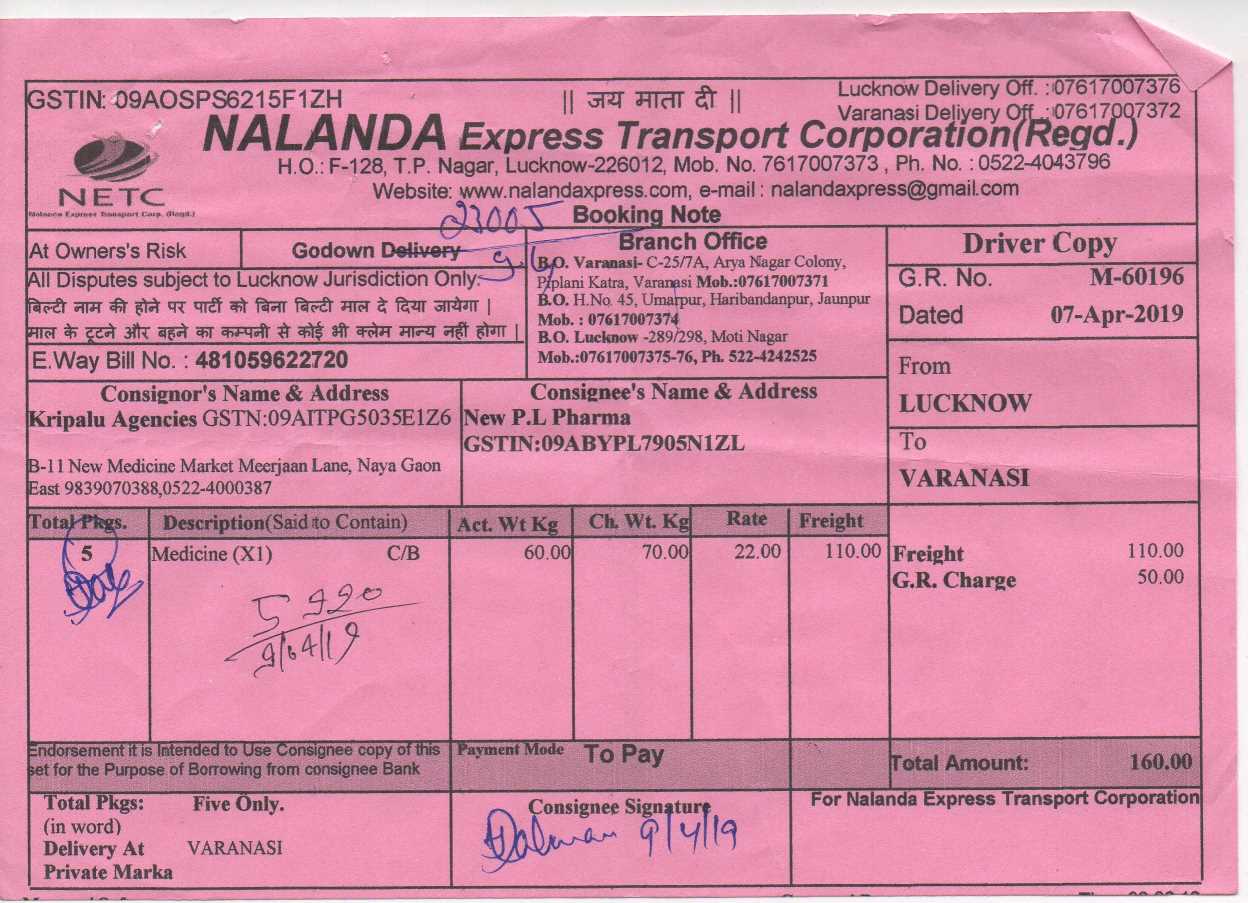 GSTIN: 09AOSPS6215F1ZH
|| जय माता दी ||
Lucknow Delivery Off. :07617007376
Varanasi Deliyery Off. :07617007372
NALANDA Express Transport Corporation(Regd.)
H.O.: F-128, T.P. Nagar, Lucknow-226012, Mob. No. 7617007373 , Ph. No. : 0522-4043796
Website: www.nalandaxpress.com, e-mail : nalandaxpress@gmail.com
NETC
Nalanda Express Transport Corp. (Regd.)
23005
Booking Note
At Owners's Risk
Godown Delivery
All Disputes subject to Lucknow Jurisdiction Only.
बिल्टी नाम की होने पर पार्टी को बिना बिल्टी माल दे दिया जायेगा |
माल के टूटने और बहने का कम्पनी से कोई भी क्लेम मान्य नहीं होगा |
E.Way Bill No. : 481059622720
Branch Office
B.O. Varanasi- C-25/7A, Arya Nagar Colony,
Piplani Katra, Varanasi Mob.:07617007371
B.O. H.No. 45, Umarpur, Haribandanpur, Jaunpur
Mob. : 07617007374
B.O. Lucknow -289/298, Moti Nagar
Mob.:07617007375-76, Ph. 522-4242525
Driver Copy
G.R. No. M-60196
Dated 07-Apr-2019
From
LUCKNOW
To
VARANASI
Consignor's Name & Address
Kripalu Agencies GSTN:09AITPG5035E1Z6
B-11 New Medicine Market Meerjaan Lane, Naya Gaon
East 9839070388,0522-4000387
Consignee's Name & Address
New P.L Pharma
GSTIN:09ABYPL7905N1ZL
Total Pkgs. Description(Said to Contain) Act. Wt Kg Ch. Wt. Kg Rate Freight
5 Medicine (X1) C/B 60.00 70.00 22.00 110.00
Freight 110.00
G.R. Charge 50.00
5920
9/04/19
Endorsement it is Intended to Use Consignee copy of this
set for the Purpose of Borrowing from consignee Bank
Payment Mode To Pay
Total Amount: 160.00
Total Pkgs: Five Only.
(in word)
Delivery At VARANASI
Private Marka
Consignee Signature
9/4/19
For Nalanda Express Transport Corporation